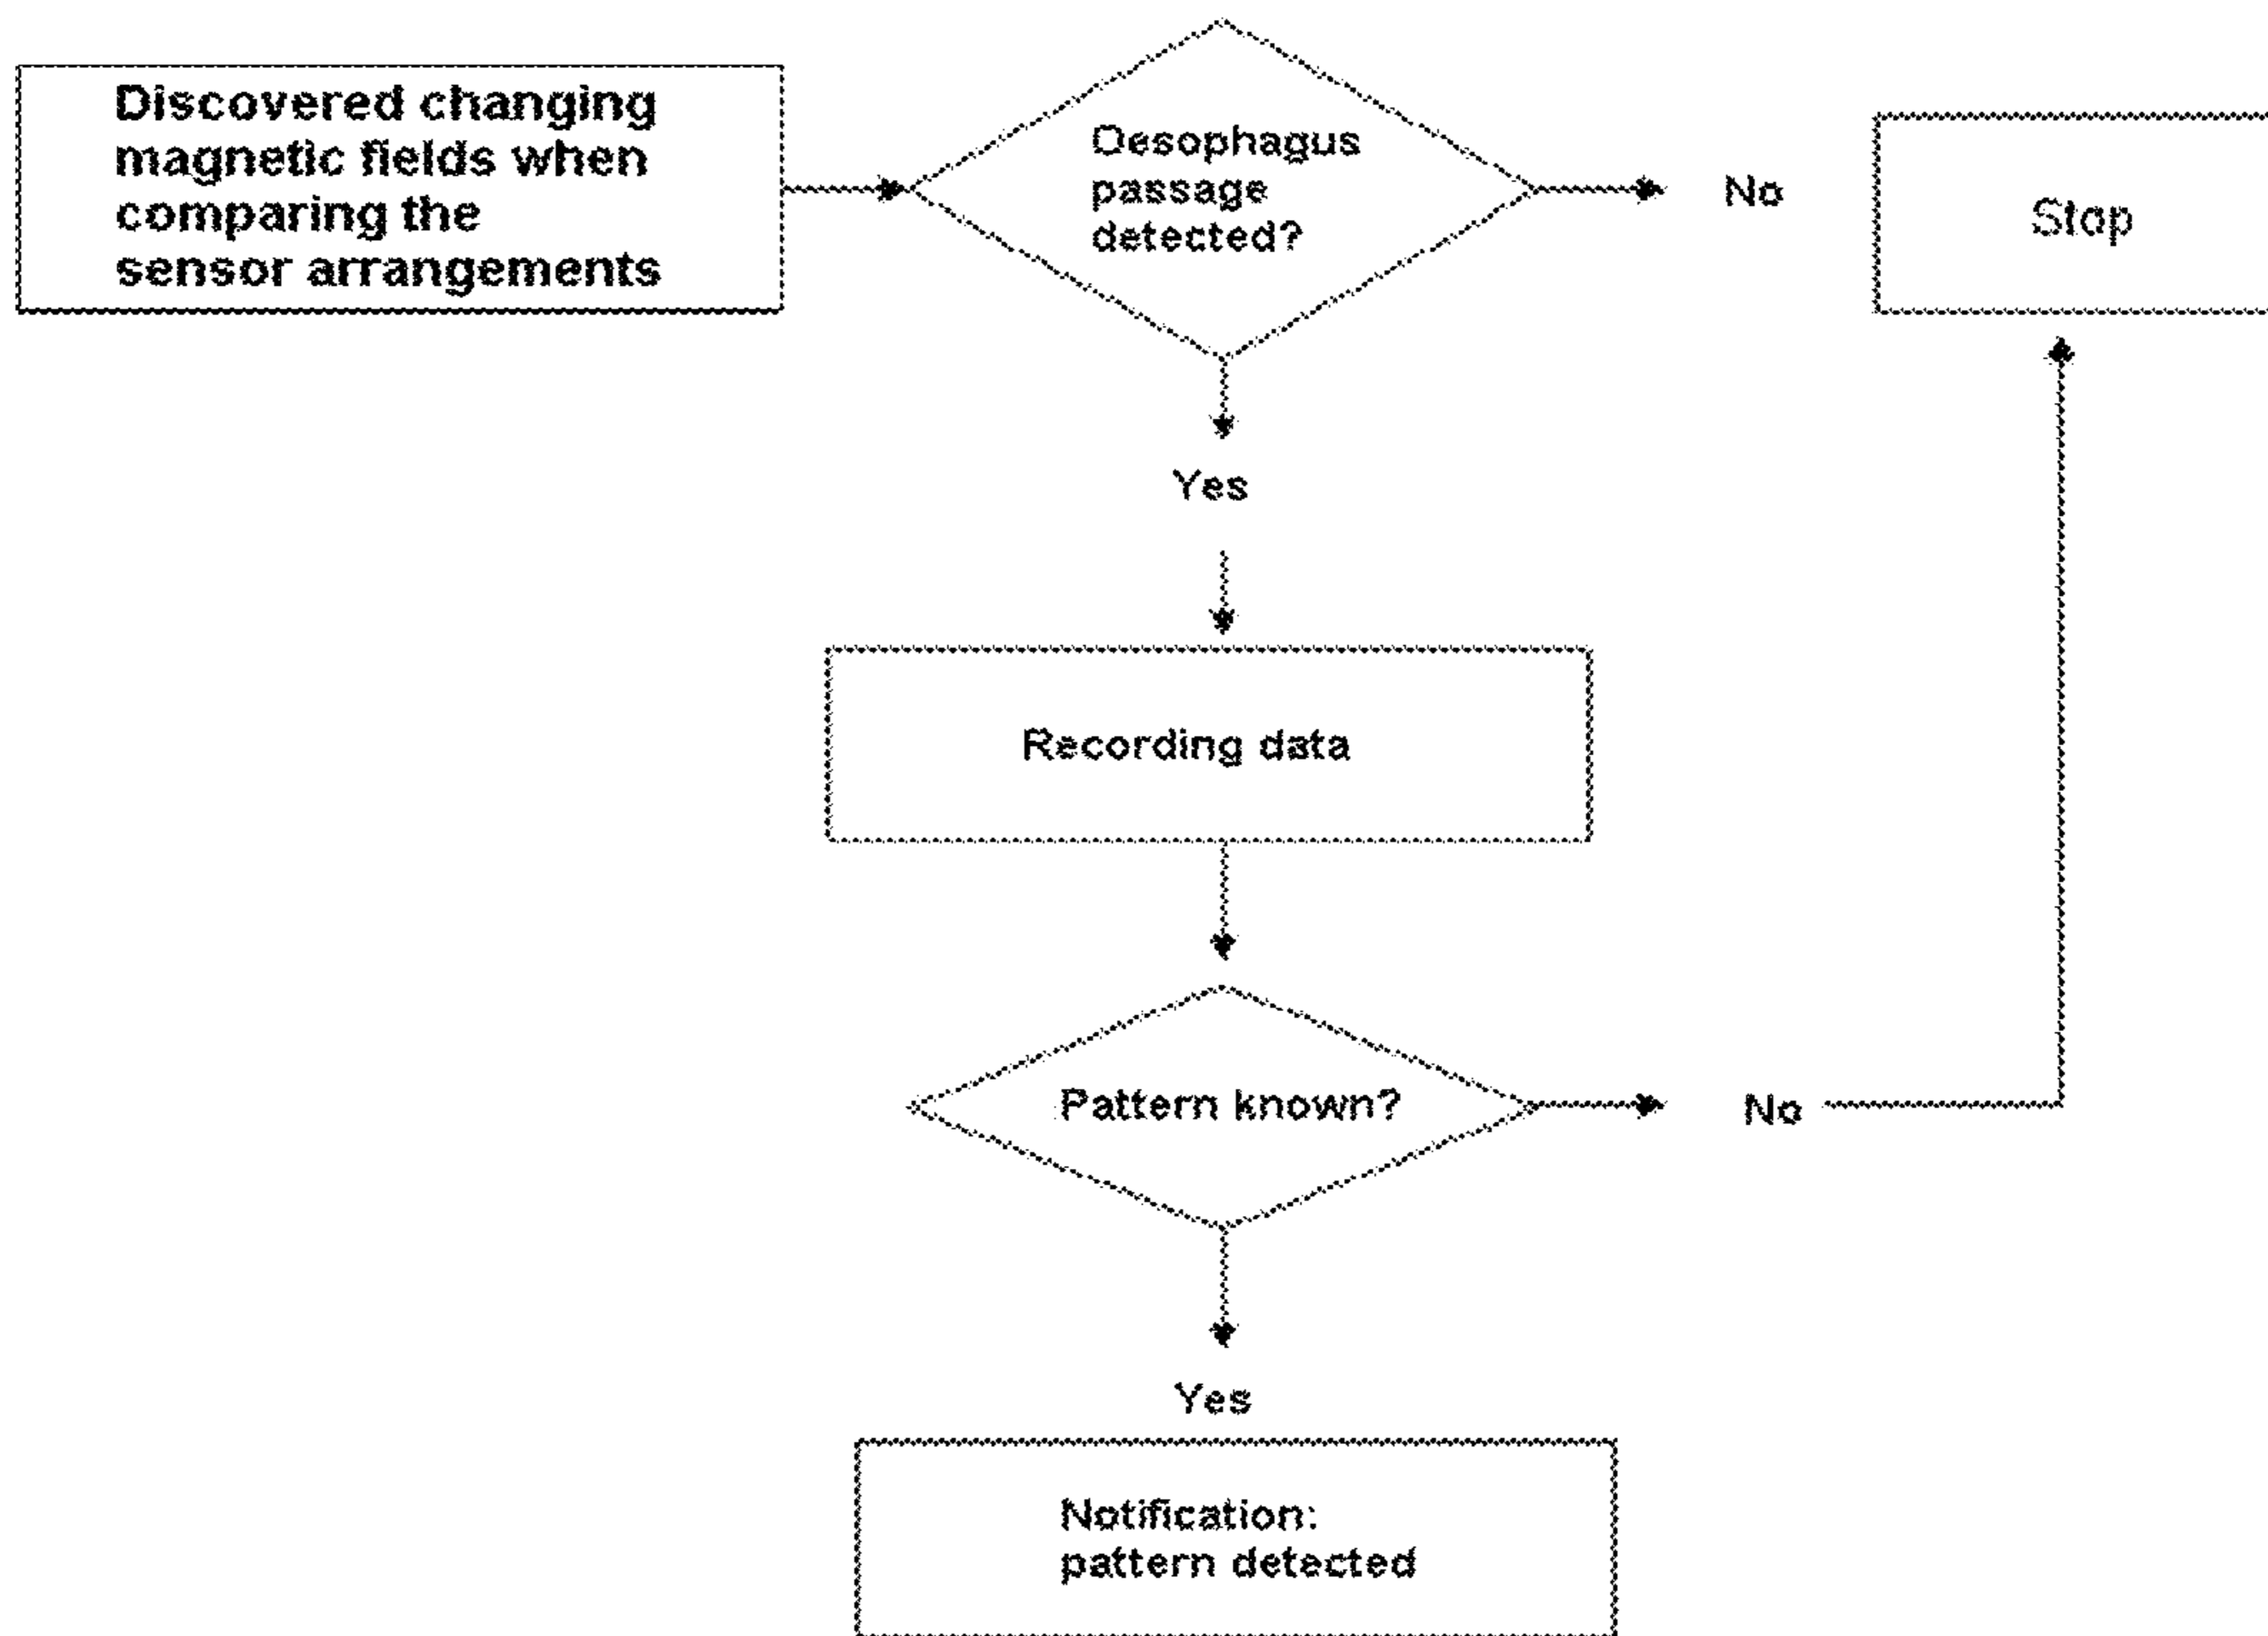 Discovered changing
magnetic fields when
comparing the
sensor arrangements
Oesophagus
passage
detected?
No
Stop
Yes
Recording data
Pattern known?
No
Yes
Notification:
pattern detected